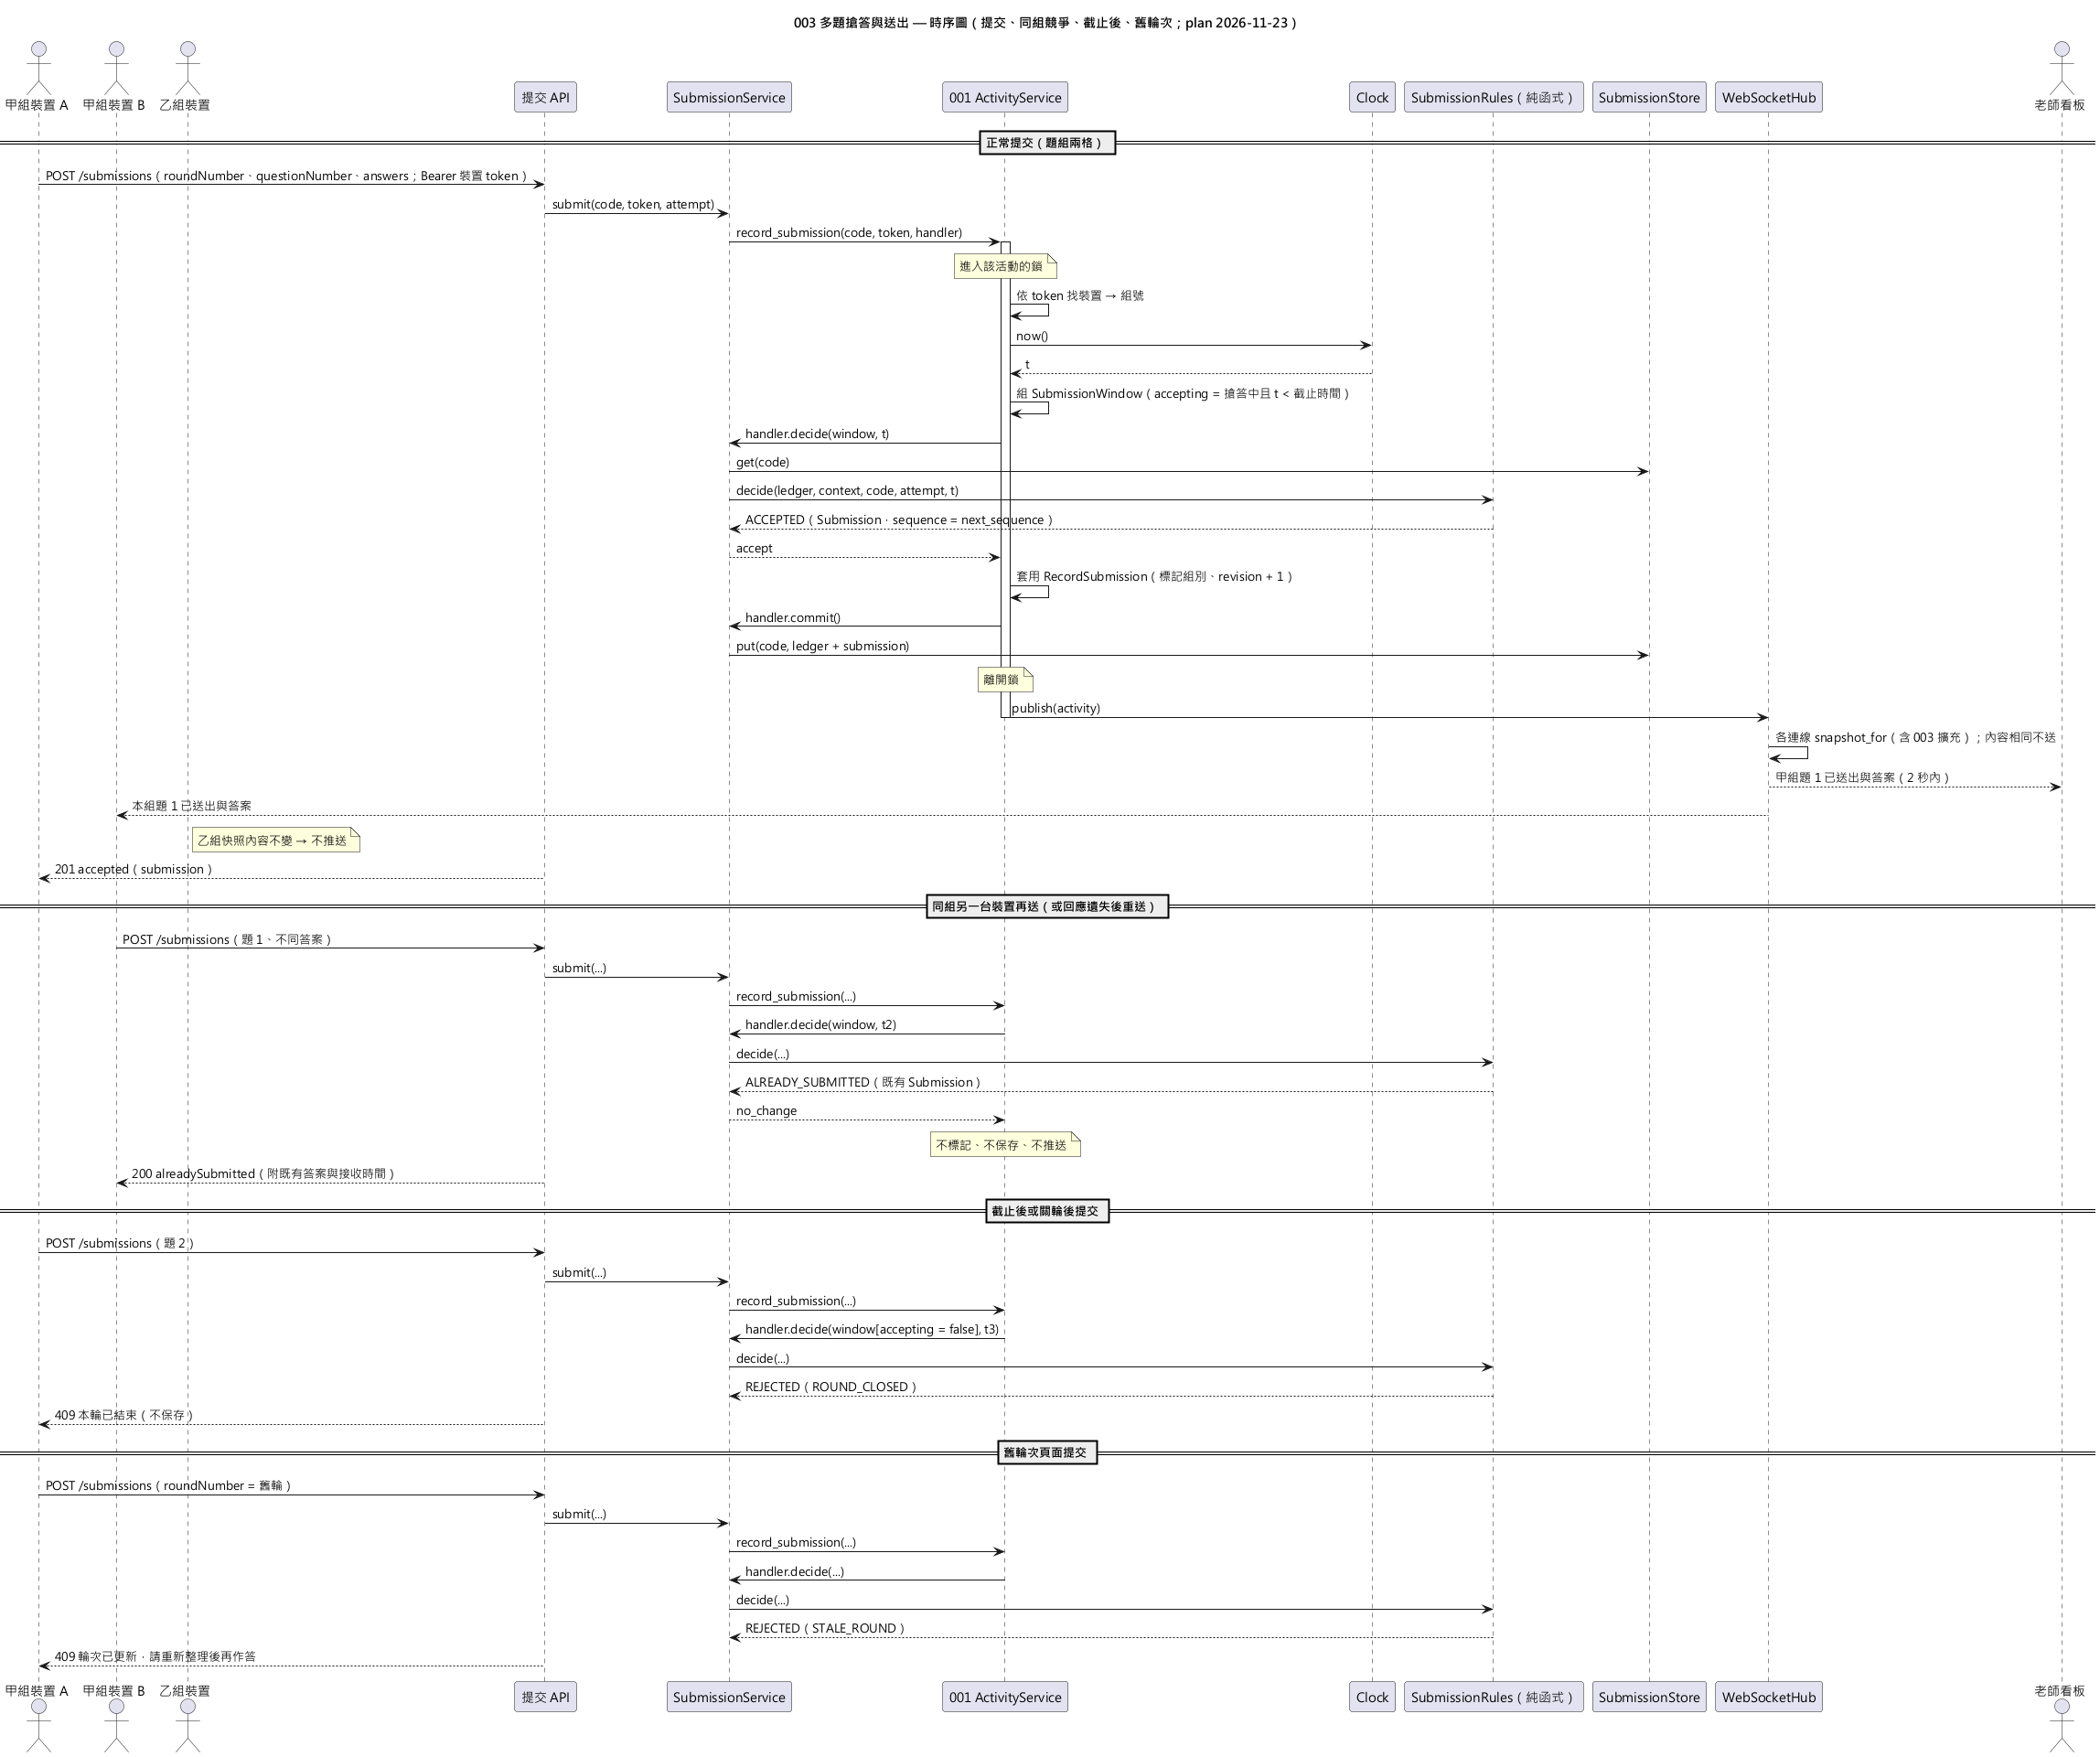 003 多題搶答與送出 — 時序圖（提交、同組競爭、截止後、舊輪次；plan 2026-11-23）
甲組裝置 A
甲組裝置 B
乙組裝置
提交 API
SubmissionService
001 ActivityService
Clock
SubmissionRules（純函式）
SubmissionStore
WebSocketHub
老師看板
正常提交（題組兩格）
POST /submissions（roundNumber、questionNumber、answers；Bearer 裝置 token）
submit(code, token, attempt)
record_submission(code, token, handler)
進入該活動的鎖
依 token 找裝置 → 組號
now()
t
組 SubmissionWindow（accepting = 搶答中且 t < 截止時間）
handler.decide(window, t)
get(code)
decide(ledger, context, code, attempt, t)
ACCEPTED（Submission，sequence = next_sequence）
accept
套用 RecordSubmission（標記組別、revision + 1）
handler.commit()
put(code, ledger + submission)
離開鎖
publish(activity)
各連線 snapshot_for（含 003 擴充）；內容相同不送
甲組題 1 已送出與答案（2 秒內）
本組題 1 已送出與答案
乙組快照內容不變 → 不推送
201 accepted（submission）
同組另一台裝置再送（或回應遺失後重送）
POST /submissions（題 1、不同答案）
submit(...)
record_submission(...)
handler.decide(window, t2)
decide(...)
ALREADY_SUBMITTED（既有 Submission）
no_change
不標記、不保存、不推送
200 alreadySubmitted（附既有答案與接收時間）
截止後或關輪後提交
POST /submissions（題 2）
submit(...)
record_submission(...)
handler.decide(window[accepting = false], t3)
decide(...)
REJECTED（ROUND_CLOSED）
409 本輪已結束（不保存）
舊輪次頁面提交
POST /submissions（roundNumber = 舊輪）
submit(...)
record_submission(...)
handler.decide(...)
decide(...)
REJECTED（STALE_ROUND）
409 輪次已更新，請重新整理後再作答
甲組裝置 A
甲組裝置 B
乙組裝置
提交 API
SubmissionService
001 ActivityService
Clock
SubmissionRules（純函式）
SubmissionStore
WebSocketHub
老師看板